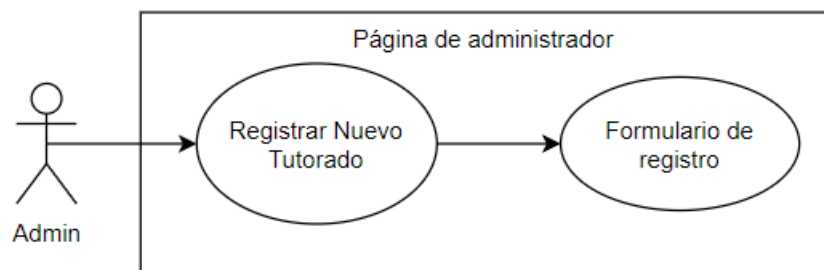 Página de administrador
Registrar Nuevo
Tutorado
Formulario de
registro
Admin